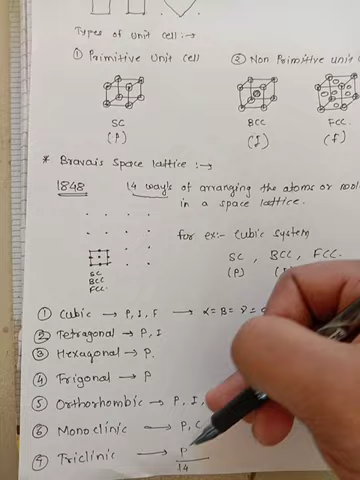 Types of Unit Cell :→
① Primitive Unit Cell ② Non Primitive unit
SC BCC FCC.
(P) (I) (F)
* Bravais Space lattice :→
1848 14 way's of arranging the atoms or
in a space lattice.
for ex:- Cubic System
SC , BCC, FCC.
(P)
SC
BCC
FCC.
① Cubic → P, I, F → α = β = γ =
② Tetragonal → P, I
③ Hexagonal → P.
④ Trigonal → P
⑤ Orthorhombic → P, I,
⑥ Monoclinic → P, C
⑦ Triclinic → P
14